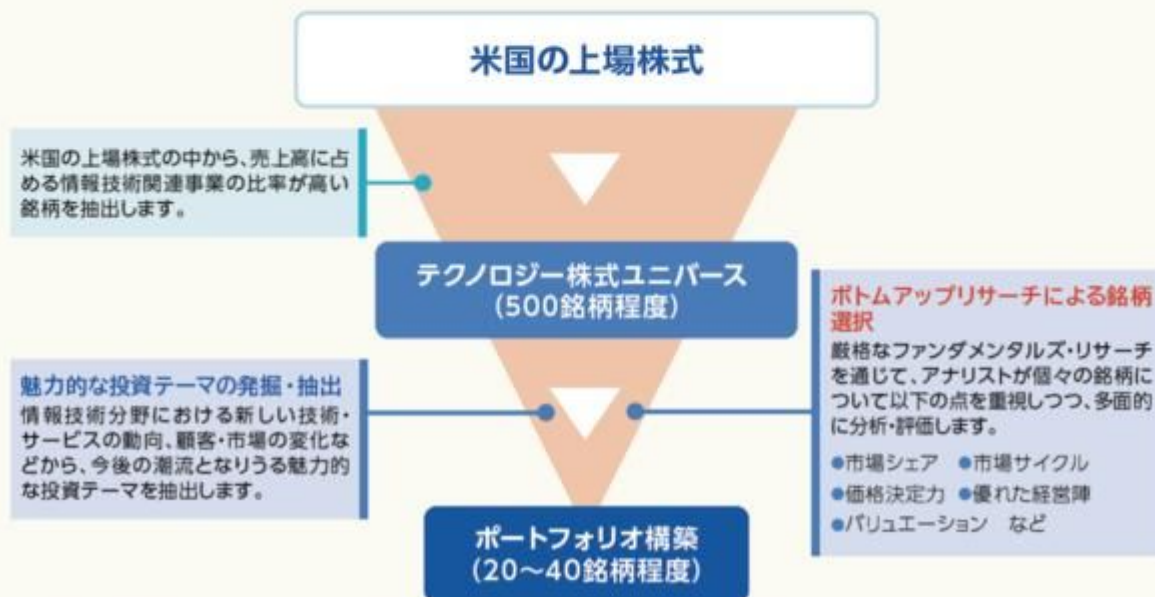 米国の上場株式
米国の上場株式の中から、売上高に占
める情報技術関連事業の比率が高い
銘柄を抽出します。
テクノロジー株式ユニバース
(500銘柄程度)
魅力的な投資テーマの発掘・抽出
情報技術分野における新しい技術・
サービスの動向、顧客・市場の変化な
どから、今後の潮流となりうる魅力的
な投資テーマを抽出します。
ボトムアップリサーチによる銘柄
選択
厳格なファンダメンタルズ・リサーチ
を通じて、アナリストが個々の銘柄に
ついて以下の点を重視しつつ、多面的
に分析・評価します。
●市場シェア ●市場サイクル
●価格決定力 ●優れた経営陣
●バリュエーション など
ポートフォリオ構築
(20～40銘柄程度)